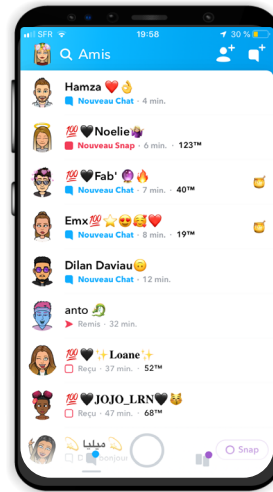 SFR 19:58 30 %
Amis
Hamza ❤️👌
Nouveau Chat · 4 min.
💯🖤Noelie🤷🏽‍♀️
Nouveau Snap · 6 min. · 123™
💯🖤Fab' 🔮🔥
Nouveau Chat · 7 min. · 40™
Emx💯⭐😍🥰❤️
Nouveau Chat · 8 min. · 19™
Dilan Daviau🙃
Nouveau Chat · 12 min.
anto 🐉
Remis · 32 min.
💯🖤✨Loane✨
Reçu · 37 min. · 52™
💯🖤JOJO_LRN🖤😽
Reçu · 47 min. · 68™
💫 ميليا 💫
Snap